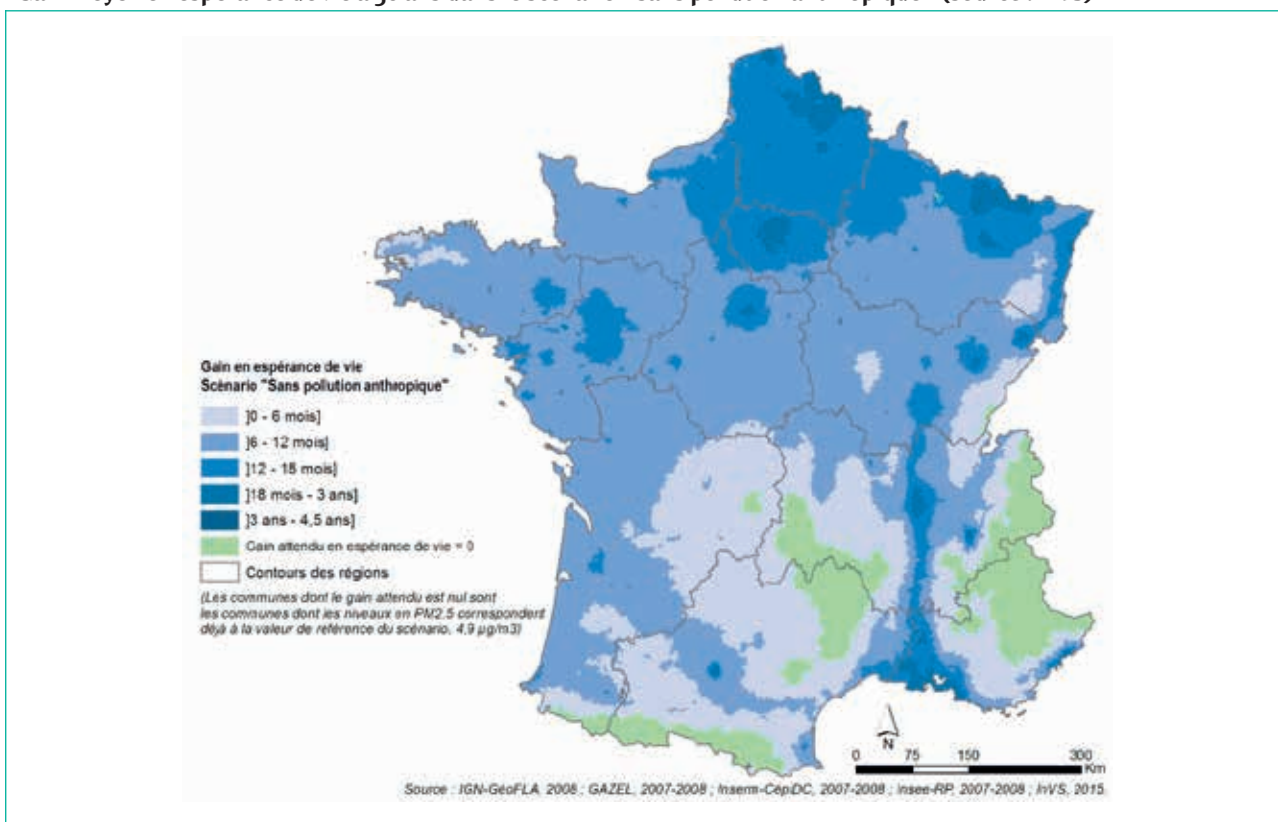 Gain en espérance de vie
Scénario "Sans pollution anthropique"
]0 - 6 mois]
]6 - 12 mois]
]12 - 18 mois]
]18 mois - 3 ans]
]3 ans - 4,5 ans]
Gain attendu en espérance de vie = 0
Contours des régions
(Les communes dont le gain attendu est nul sont
les communes dont les niveaux en PM2.5 correspondent
déjà à la valeur de référence du scénario, 4,9 µg/m3)
N
0 75 150 300
Km
Source : IGN-GéoFLA, 2008 ; GAZEL, 2007-2008 ; Inserm-CépiDC, 2007-2008 ; Insee-RP, 2007-2008 ; InVS, 2015.